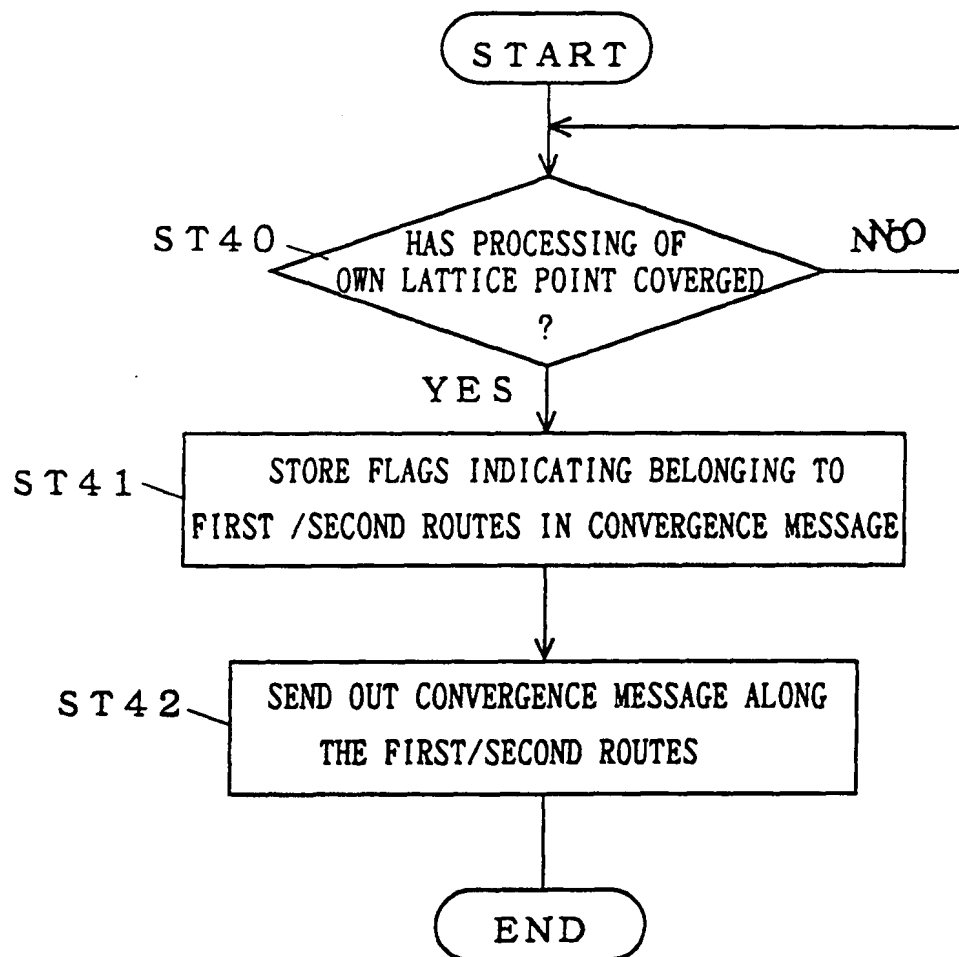 START
ST40
HAS PROCESSING OF
OWN LATTICE POINT COVERGED
?
NNOO
YES
ST41
STORE FLAGS INDICATING BELONGING TO
FIRST /SECOND ROUTES IN CONVERGENCE MESSAGE
ST42
SEND OUT CONVERGENCE MESSAGE ALONG
THE FIRST/SECOND ROUTES
END